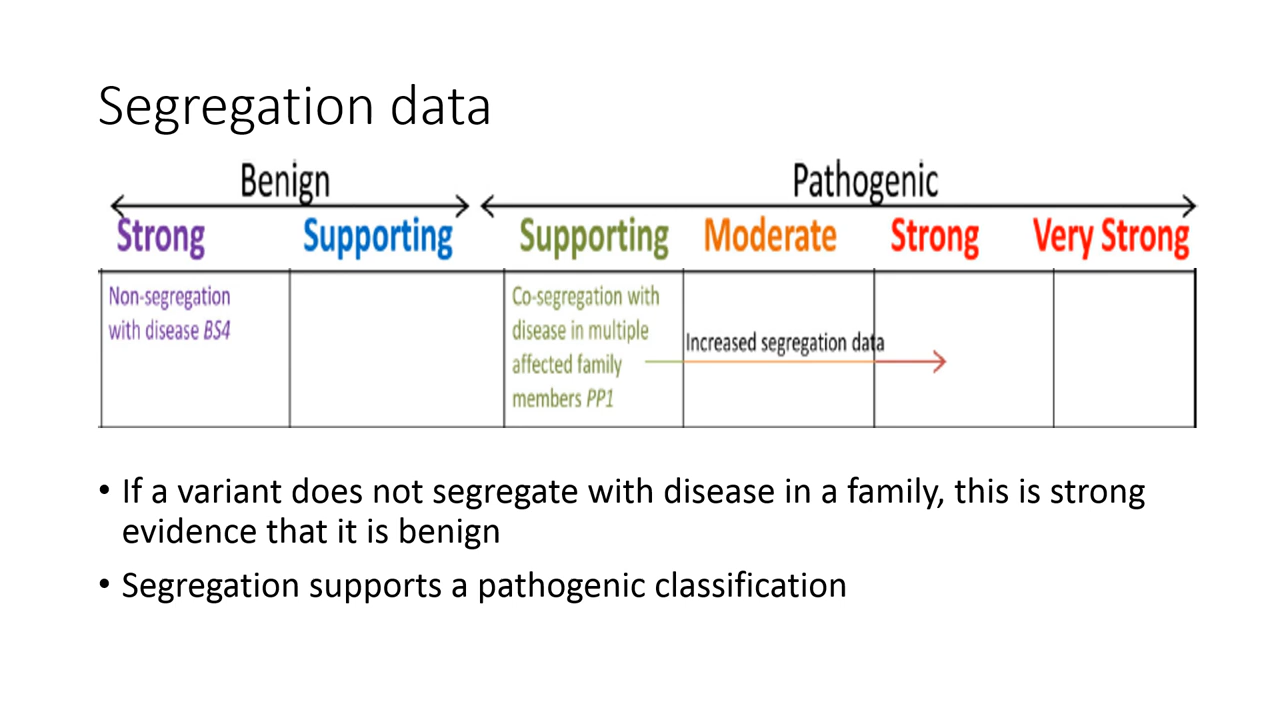 Segregation data
Benign
Pathogenic
Strong
Supporting
Supporting
Moderate
Strong
Very Strong
Non-segregation
with disease BS4
Co-segregation with
disease in multiple
affected family
members PP1
Increased segregation data
• If a variant does not segregate with disease in a family, this is strong
evidence that it is benign
• Segregation supports a pathogenic classification